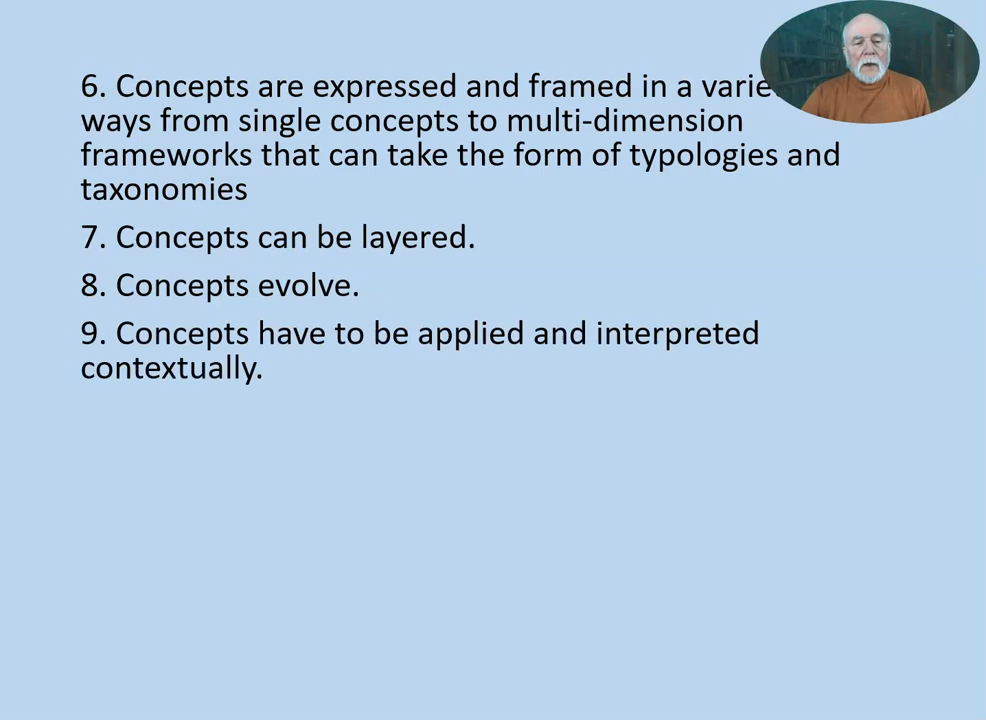 6. Concepts are expressed and framed in a
ways from single concepts to multi-dimension
frameworks that can take the form of typologies and
taxonomies
7. Concepts can be layered.
8. Concepts evolve.
9. Concepts have to be applied and interpreted
contextually.